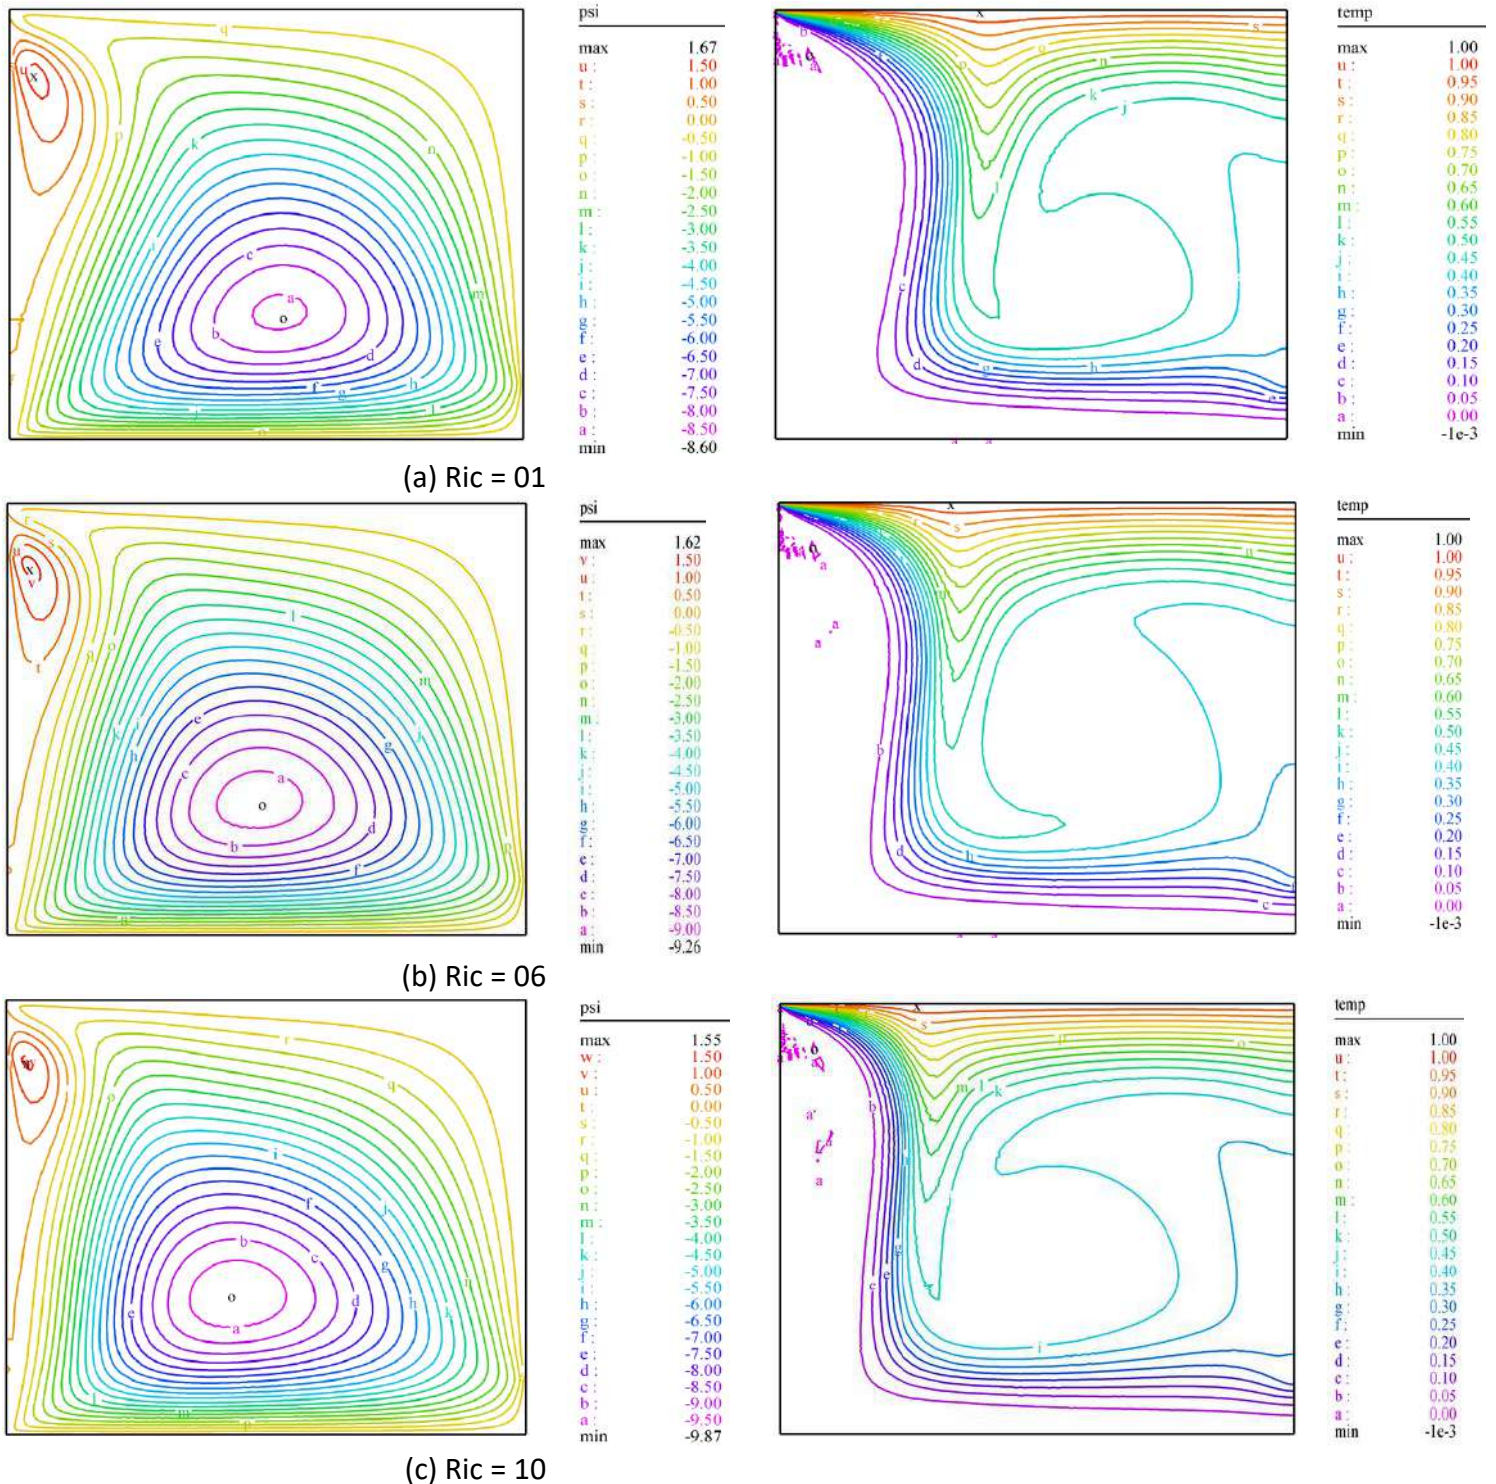 psi
max 1.67
u : 1.50
t : 1.00
s : 0.50
r : 0.00
q : -0.50
p : -1.00
o : -1.50
n : -2.00
m : -2.50
l : -3.00
k : -3.50
j : -4.00
i : -4.50
h : -5.00
g : -5.50
f : -6.00
e : -6.50
d : -7.00
c : -7.50
b : -8.00
a : -8.50
min -8.60
temp
max 1.00
u : 1.00
t : 0.95
s : 0.90
r : 0.85
q : 0.80
p : 0.75
o : 0.70
n : 0.65
m : 0.60
l : 0.55
k : 0.50
j : 0.45
i : 0.40
h : 0.35
g : 0.30
f : 0.25
e : 0.20
d : 0.15
c : 0.10
b : 0.05
a : 0.00
min -1e-3
(a) Ric = 01
psi
max 1.62
v : 1.50
u : 1.00
t : 0.50
s : 0.00
r : -0.50
q : -1.00
p : -1.50
o : -2.00
n : -2.50
m : -3.00
l : -3.50
k : -4.00
j : -4.50
i : -5.00
h : -5.50
g : -6.00
f : -6.50
e : -7.00
d : -7.50
c : -8.00
b : -8.50
a : -9.00
min -9.26
temp
max 1.00
u : 1.00
t : 0.95
s : 0.90
r : 0.85
q : 0.80
p : 0.75
o : 0.70
n : 0.65
m : 0.60
l : 0.55
k : 0.50
j : 0.45
i : 0.40
h : 0.35
g : 0.30
f : 0.25
e : 0.20
d : 0.15
c : 0.10
b : 0.05
a : 0.00
min -1e-3
(b) Ric = 06
psi
max 1.55
w : 1.50
v : 1.00
u : 0.50
t : 0.00
s : -0.50
r : -1.00
q : -1.50
p : -2.00
o : -2.50
n : -3.00
m : -3.50
l : -4.00
k : -4.50
j : -5.00
i : -5.50
h : -6.00
g : -6.50
f : -7.00
e : -7.50
d : -8.00
c : -8.50
b : -9.00
a : -9.50
min -9.87
temp
max 1.00
u : 1.00
t : 0.95
s : 0.90
r : 0.85
q : 0.80
p : 0.75
o : 0.70
n : 0.65
m : 0.60
l : 0.55
k : 0.50
j : 0.45
i : 0.40
h : 0.35
g : 0.30
f : 0.25
e : 0.20
d : 0.15
c : 0.10
b : 0.05
a : 0.00
min -1e-3
(c) Ric = 10